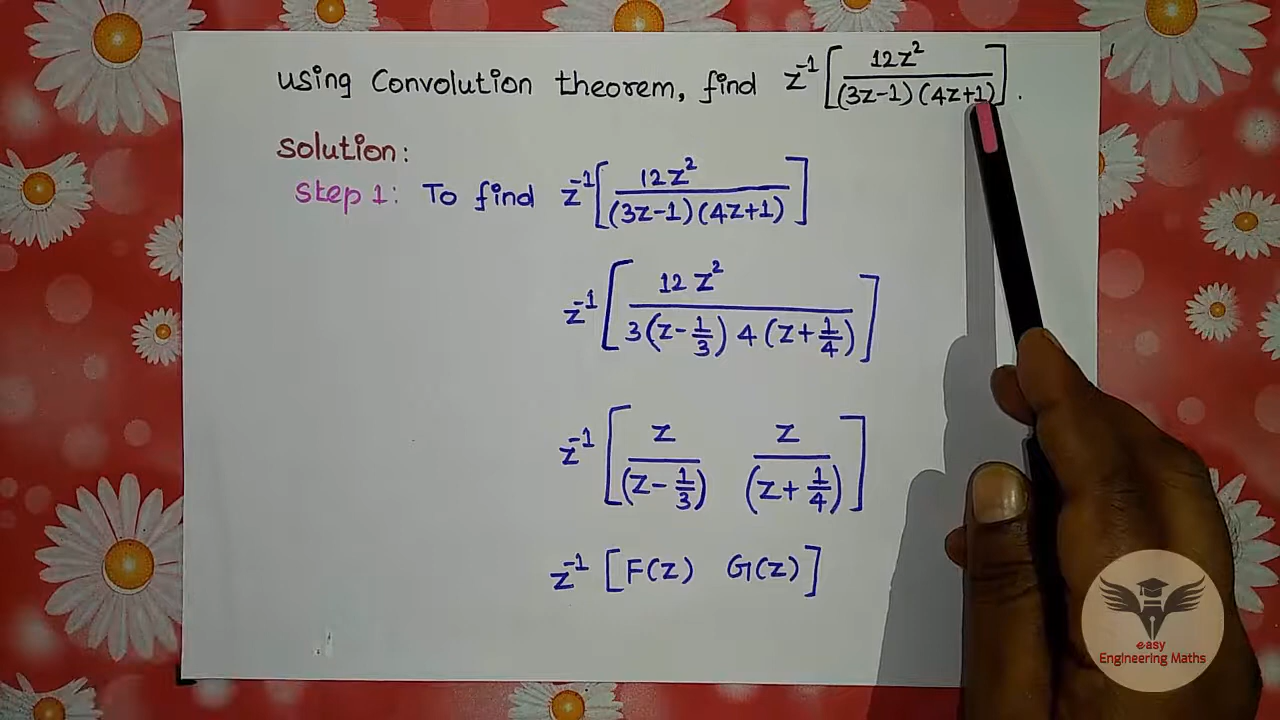 using Convolution theorem, find z⁻¹[12z²/((3z-1)(4z+1))].
Solution:
Step 1: To find z⁻¹[12z²/((3z-1)(4z+1))]
z⁻¹[12z²/(3(z-1/3)4(z+1/4))]
z⁻¹[z/(z-1/3) z/(z+1/4)]
z⁻¹[F(z) G(z)]
easy
Engineering Maths